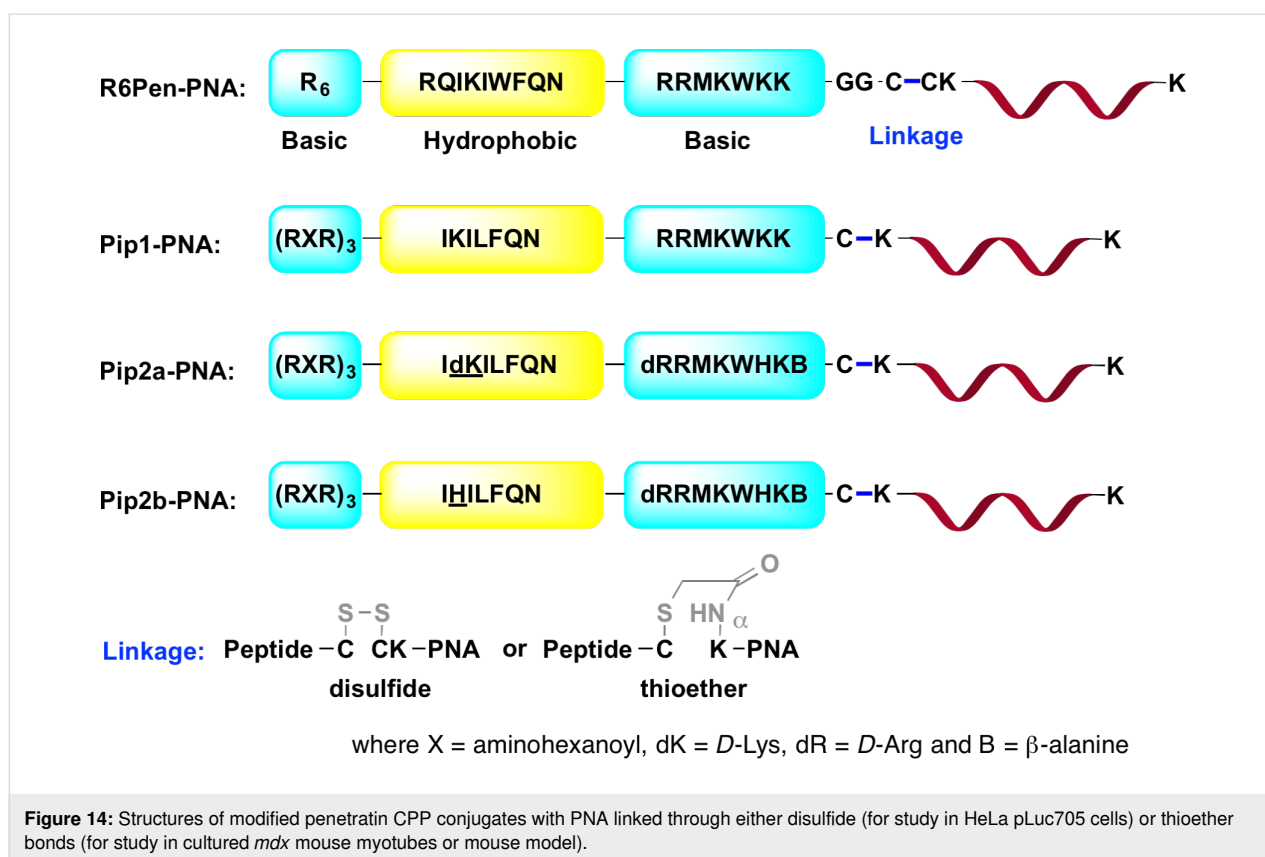 R6Pen-PNA: R6 RQIKIWFQN RRMKWKK GG C CK K
Basic Hydrophobic Basic Linkage
Pip1-PNA: (RXR)3 IKILFQN RRMKWKK C K K
Pip2a-PNA: (RXR)3 IdKILFQN dRRMKWHKB C K K
Pip2b-PNA: (RXR)3 IHILFQN dRRMKWHKB C K K
O
S–S S HN α
Linkage: Peptide–C CK–PNA or Peptide–C K–PNA
disulfide thioether
where X = aminohexanoyl, dK = D-Lys, dR = D-Arg and B = β-alanine
Figure 14: Structures of modified penetratin CPP conjugates with PNA linked through either disulfide (for study in HeLa pLuc705 cells) or thioether
bonds (for study in cultured mdx mouse myotubes or mouse model).